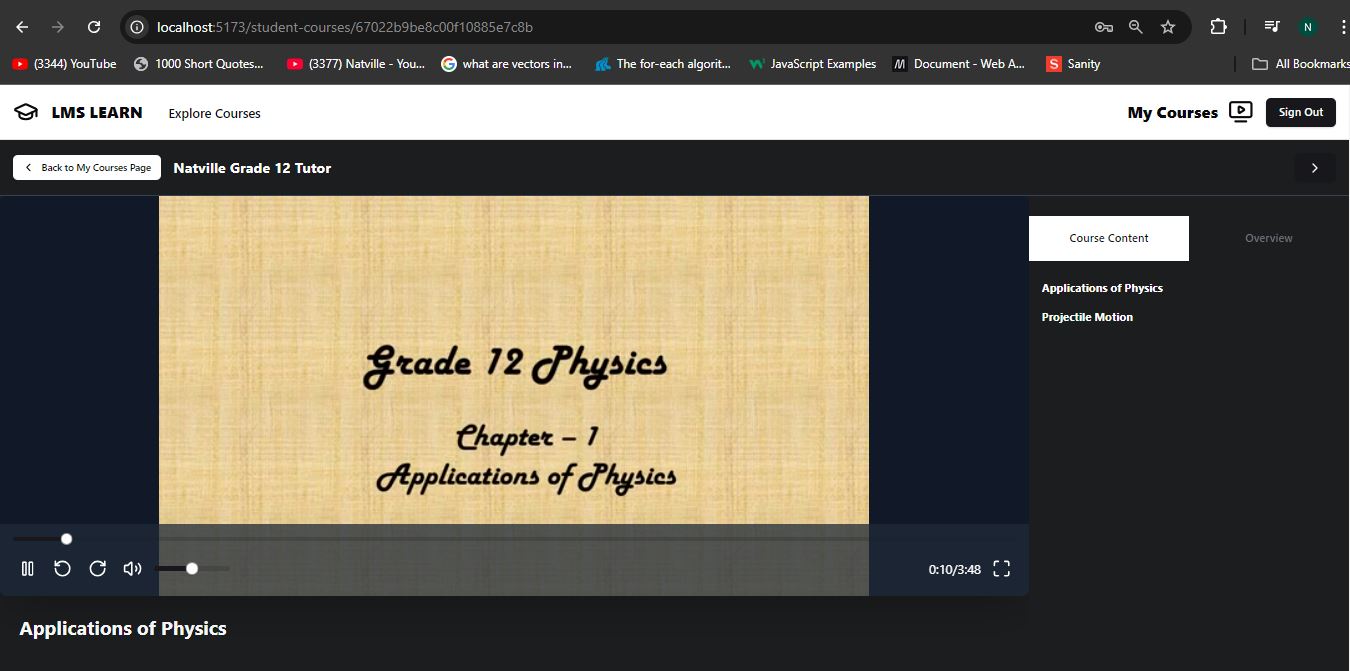 localhost:5173/student-courses/67022b9be8c00f10885e7c8b
N
(3344) YouTube
1000 Short Quotes...
(3377) Natville - You...
what are vectors in...
The for-each algorit...
JavaScript Examples
Document - Web A...
Sanity
All Bookmarks
LMS LEARN
Explore Courses
My Courses
Sign Out
Back to My Courses Page
Natville Grade 12 Tutor
Course Content
Overview
Applications of Physics
Projectile Motion
Grade 12 Physics
Chapter – 1
Applications of Physics
0:10/3:48
Applications of Physics